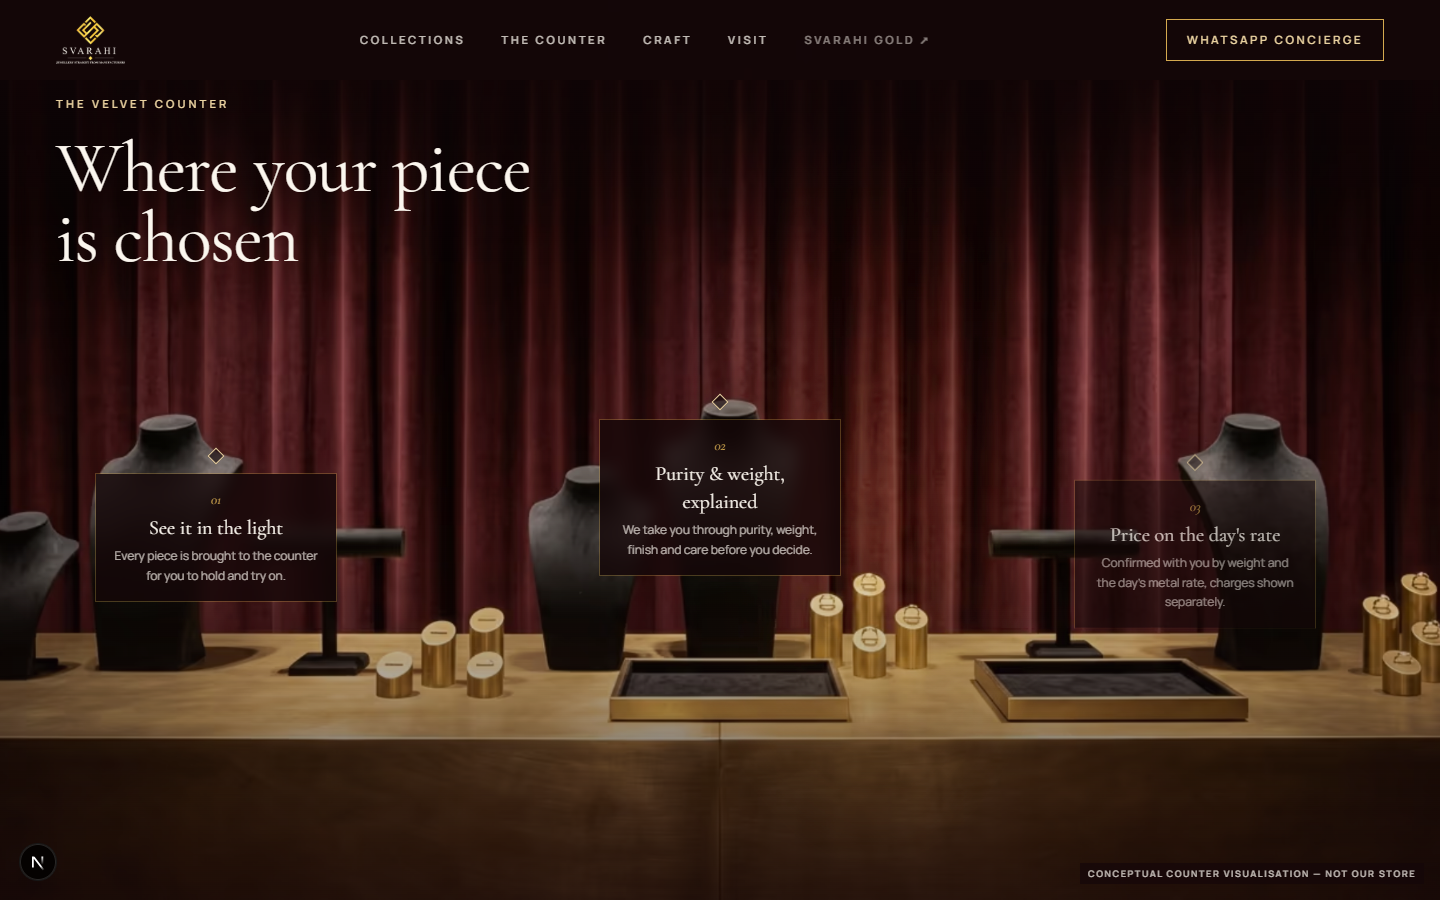 SVARAHI
COLLECTIONS
THE COUNTER
CRAFT
VISIT
SVARAHI GOLD ↗
WHATSAPP CONCIERGE
THE VELVET COUNTER
Where your piece
is chosen
01
See it in the light
Every piece is brought to the counter
for you to hold and try on.
02
Purity & weight,
explained
We take you through purity, weight,
finish and care before you decide.
03
Price on the day's rate
Confirmed with you by weight and
the day's metal rate, charges shown
separately.
N
CONCEPTUAL COUNTER VISUALISATION — NOT OUR STORE